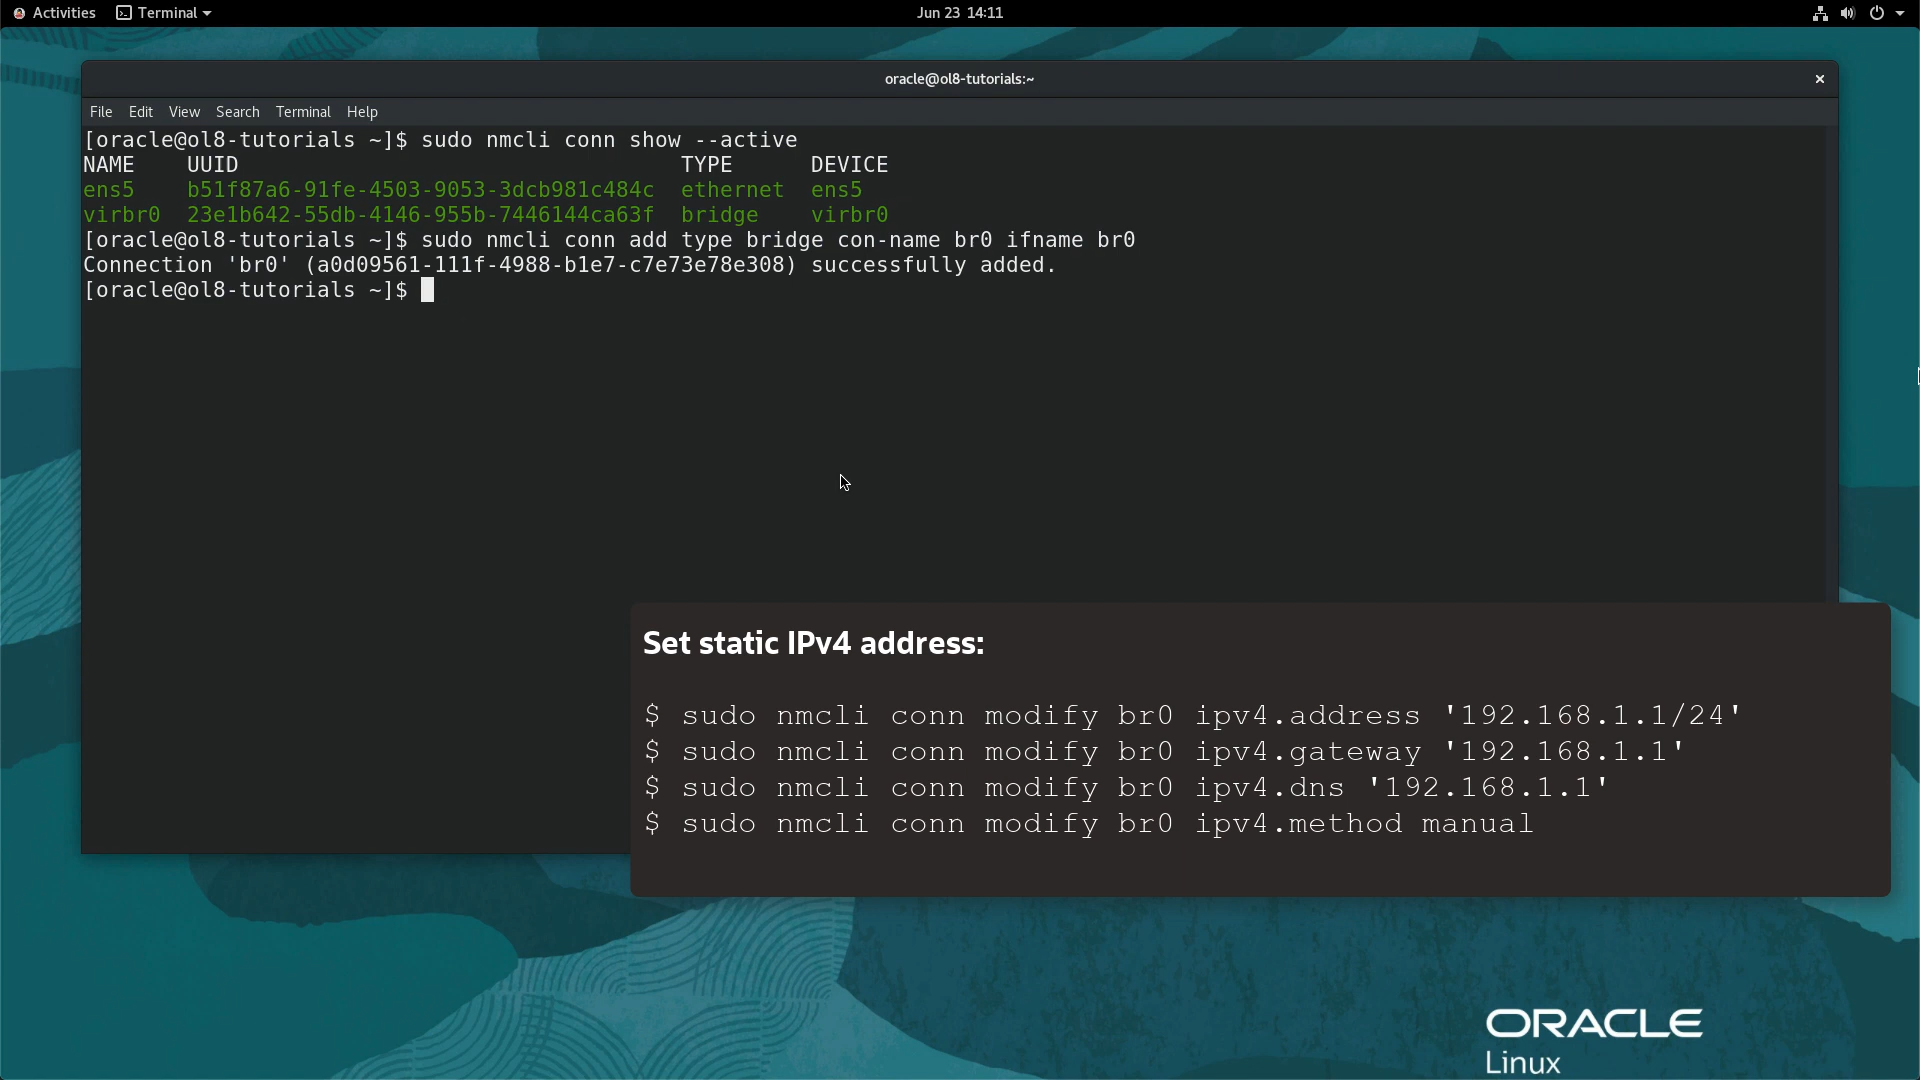 Activities Terminal Jun 23 14:11
oracle@ol8-tutorials:~
File Edit View Search Terminal Help
[oracle@ol8-tutorials ~]$ sudo nmcli conn show --active
NAME UUID TYPE DEVICE
ens5 b51f87a6-91fe-4503-9053-3dcb981c484c ethernet ens5
virbr0 23e1b642-55db-4146-955b-7446144ca63f bridge virbr0
[oracle@ol8-tutorials ~]$ sudo nmcli conn add type bridge con-name br0 ifname br0
Connection 'br0' (a0d09561-111f-4988-b1e7-c7e73e78e308) successfully added.
[oracle@ol8-tutorials ~]$
Set static IPv4 address:
$ sudo nmcli conn modify br0 ipv4.address '192.168.1.1/24'
$ sudo nmcli conn modify br0 ipv4.gateway '192.168.1.1'
$ sudo nmcli conn modify br0 ipv4.dns '192.168.1.1'
$ sudo nmcli conn modify br0 ipv4.method manual
ORACLE
Linux